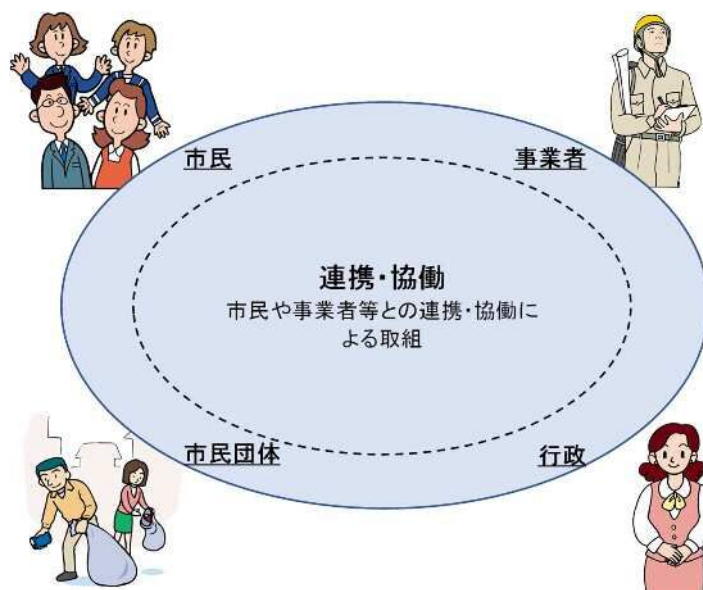 市民
事業者
連携・協働
市民や事業者等との連携・協働に
よる取組
市民団体
行政